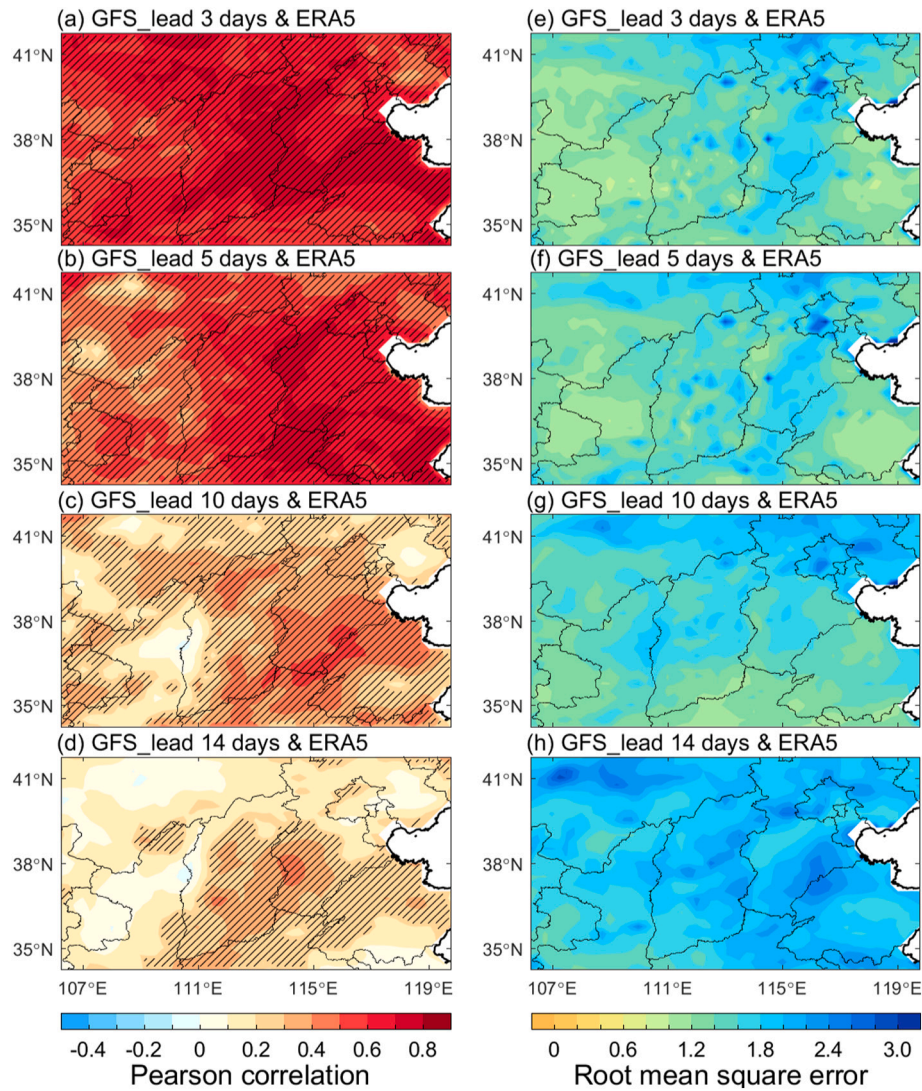 (a) GFS_lead 3 days & ERA5
(e) GFS_lead 3 days & ERA5
41°N
38°N
35°N
41°N
38°N
35°N
(b) GFS_lead 5 days & ERA5
(f) GFS_lead 5 days & ERA5
41°N
38°N
35°N
41°N
38°N
35°N
(c) GFS_lead 10 days & ERA5
(g) GFS_lead 10 days & ERA5
41°N
38°N
35°N
41°N
38°N
35°N
(d) GFS_lead 14 days & ERA5
(h) GFS_lead 14 days & ERA5
41°N
38°N
35°N
41°N
38°N
35°N
107°E 111°E 115°E 119°E
107°E 111°E 115°E 119°E
-0.4 -0.2 0 0.2 0.4 0.6 0.8
0 0.6 1.2 1.8 2.4 3.0
Pearson correlation
Root mean square error